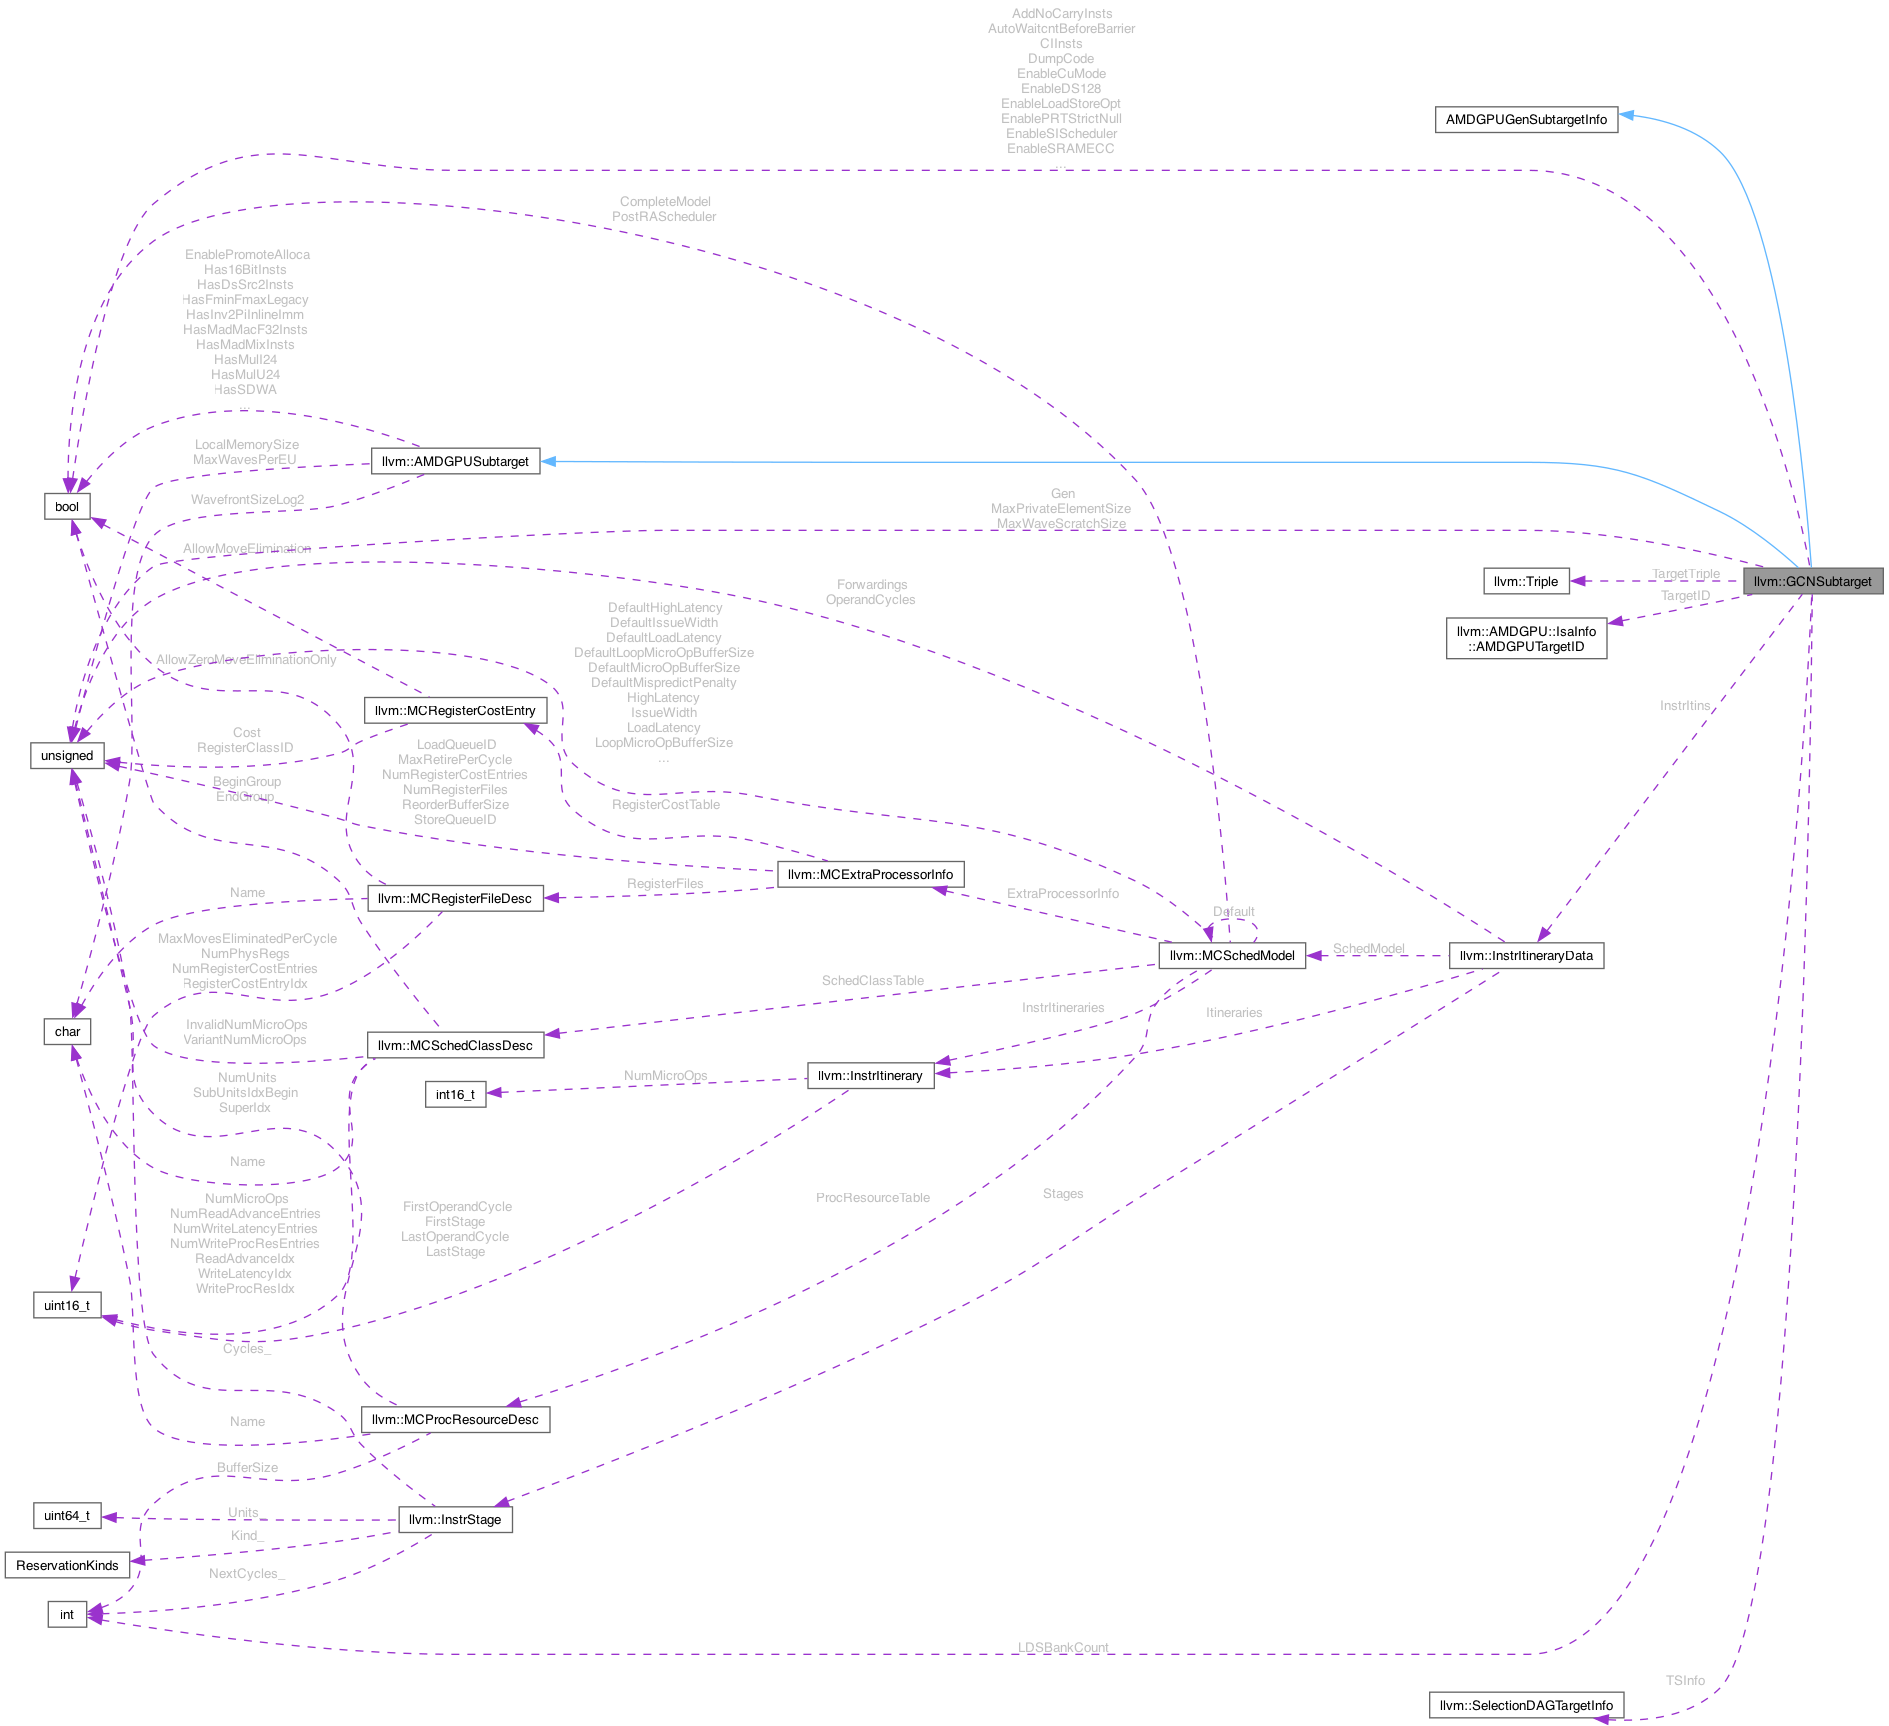 AddNoCarryInsts
AutoWaitcntBeforeBarrier
CIInsts
DumpCode
EnableCuMode
EnableDS128
EnableLoadStoreOpt
EnablePRTStrictNull
EnableSIScheduler
EnableSRAMECC
...
AMDGPUGenSubtargetInfo
CompleteModel
PostRAScheduler
EnablePromoteAlloca
Has16BitInsts
HasDsSrc2Insts
HasFminFmaxLegacy
HasInv2PiInlineImm
HasMadMacF32Insts
HasMadMixInsts
HasMulI24
HasMulU24
HasSDWA
...
LocalMemorySize
MaxWavesPerEU
llvm::AMDGPUSubtarget
WavefrontSizeLog2
bool
Gen
MaxPrivateElementSize
MaxWaveScratchSize
AllowMoveElimination
Forwardings
OperandCycles
llvm::Triple
TargetTriple
llvm::GCNSubtarget
TargetID
llvm::AMDGPU::IsaInfo
::AMDGPUTargetID
DefaultHighLatency
DefaultIssueWidth
DefaultLoadLatency
DefaultLoopMicroOpBufferSize
DefaultMicroOpBufferSize
DefaultMispredictPenalty
HighLatency
IssueWidth
LoadLatency
LoopMicroOpBufferSize
...
AllowZeroMoveEliminationOnly
llvm::MCRegisterCostEntry
InstrItins
Cost
RegisterClassID
unsigned
LoadQueueID
MaxRetirePerCycle
NumRegisterCostEntries
NumRegisterFiles
ReorderBufferSize
StoreQueueID
BeginGroup
EndGroup
RegisterCostTable
llvm::MCExtraProcessorInfo
RegisterFiles
Name
llvm::MCRegisterFileDesc
ExtraProcessorInfo
Default
MaxMovesEliminatedPerCycle
NumPhysRegs
NumRegisterCostEntries
RegisterCostEntryIdx
llvm::MCSchedModel
SchedModel
llvm::InstrItineraryData
SchedClassTable
InstrItineraries
Itineraries
char
InvalidNumMicroOps
VariantNumMicroOps
llvm::MCSchedClassDesc
int16_t
NumMicroOps
llvm::InstrItinerary
NumUnits
SubUnitsIdxBegin
SuperIdx
Name
NumMicroOps
NumReadAdvanceEntries
NumWriteLatencyEntries
NumWriteProcResEntries
ReadAdvanceIdx
WriteLatencyIdx
WriteProcResIdx
FirstOperandCycle
FirstStage
LastOperandCycle
LastStage
ProcResourceTable
Stages
uint16_t
Cycles_
llvm::MCProcResourceDesc
Name
BufferSize
uint64_t
Units_
llvm::InstrStage
Kind_
ReservationKinds
NextCycles_
int
LDSBankCount
TSInfo
llvm::SelectionDAGTargetInfo